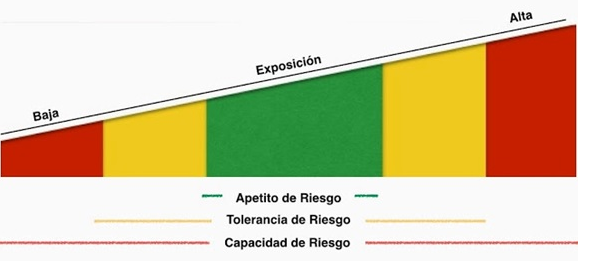 Alta
Exposición
Baja
Apetito de Riesgo
Tolerancia de Riesgo
Capacidad de Riesgo